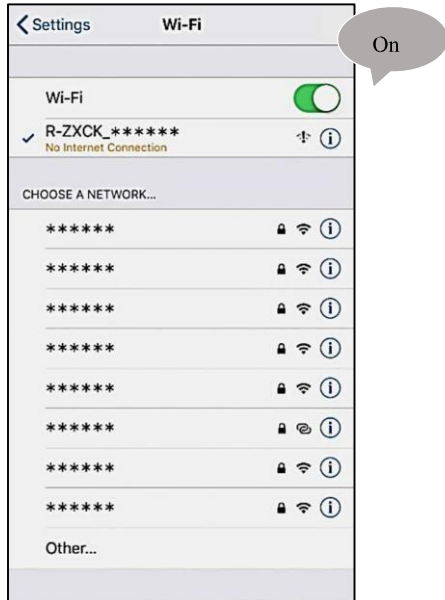 Settings Wi-Fi
On
Wi-Fi
R-ZXCK_******
No Internet Connection
CHOOSE A NETWORK...
******
******
******
******
******
******
******
******
Other...